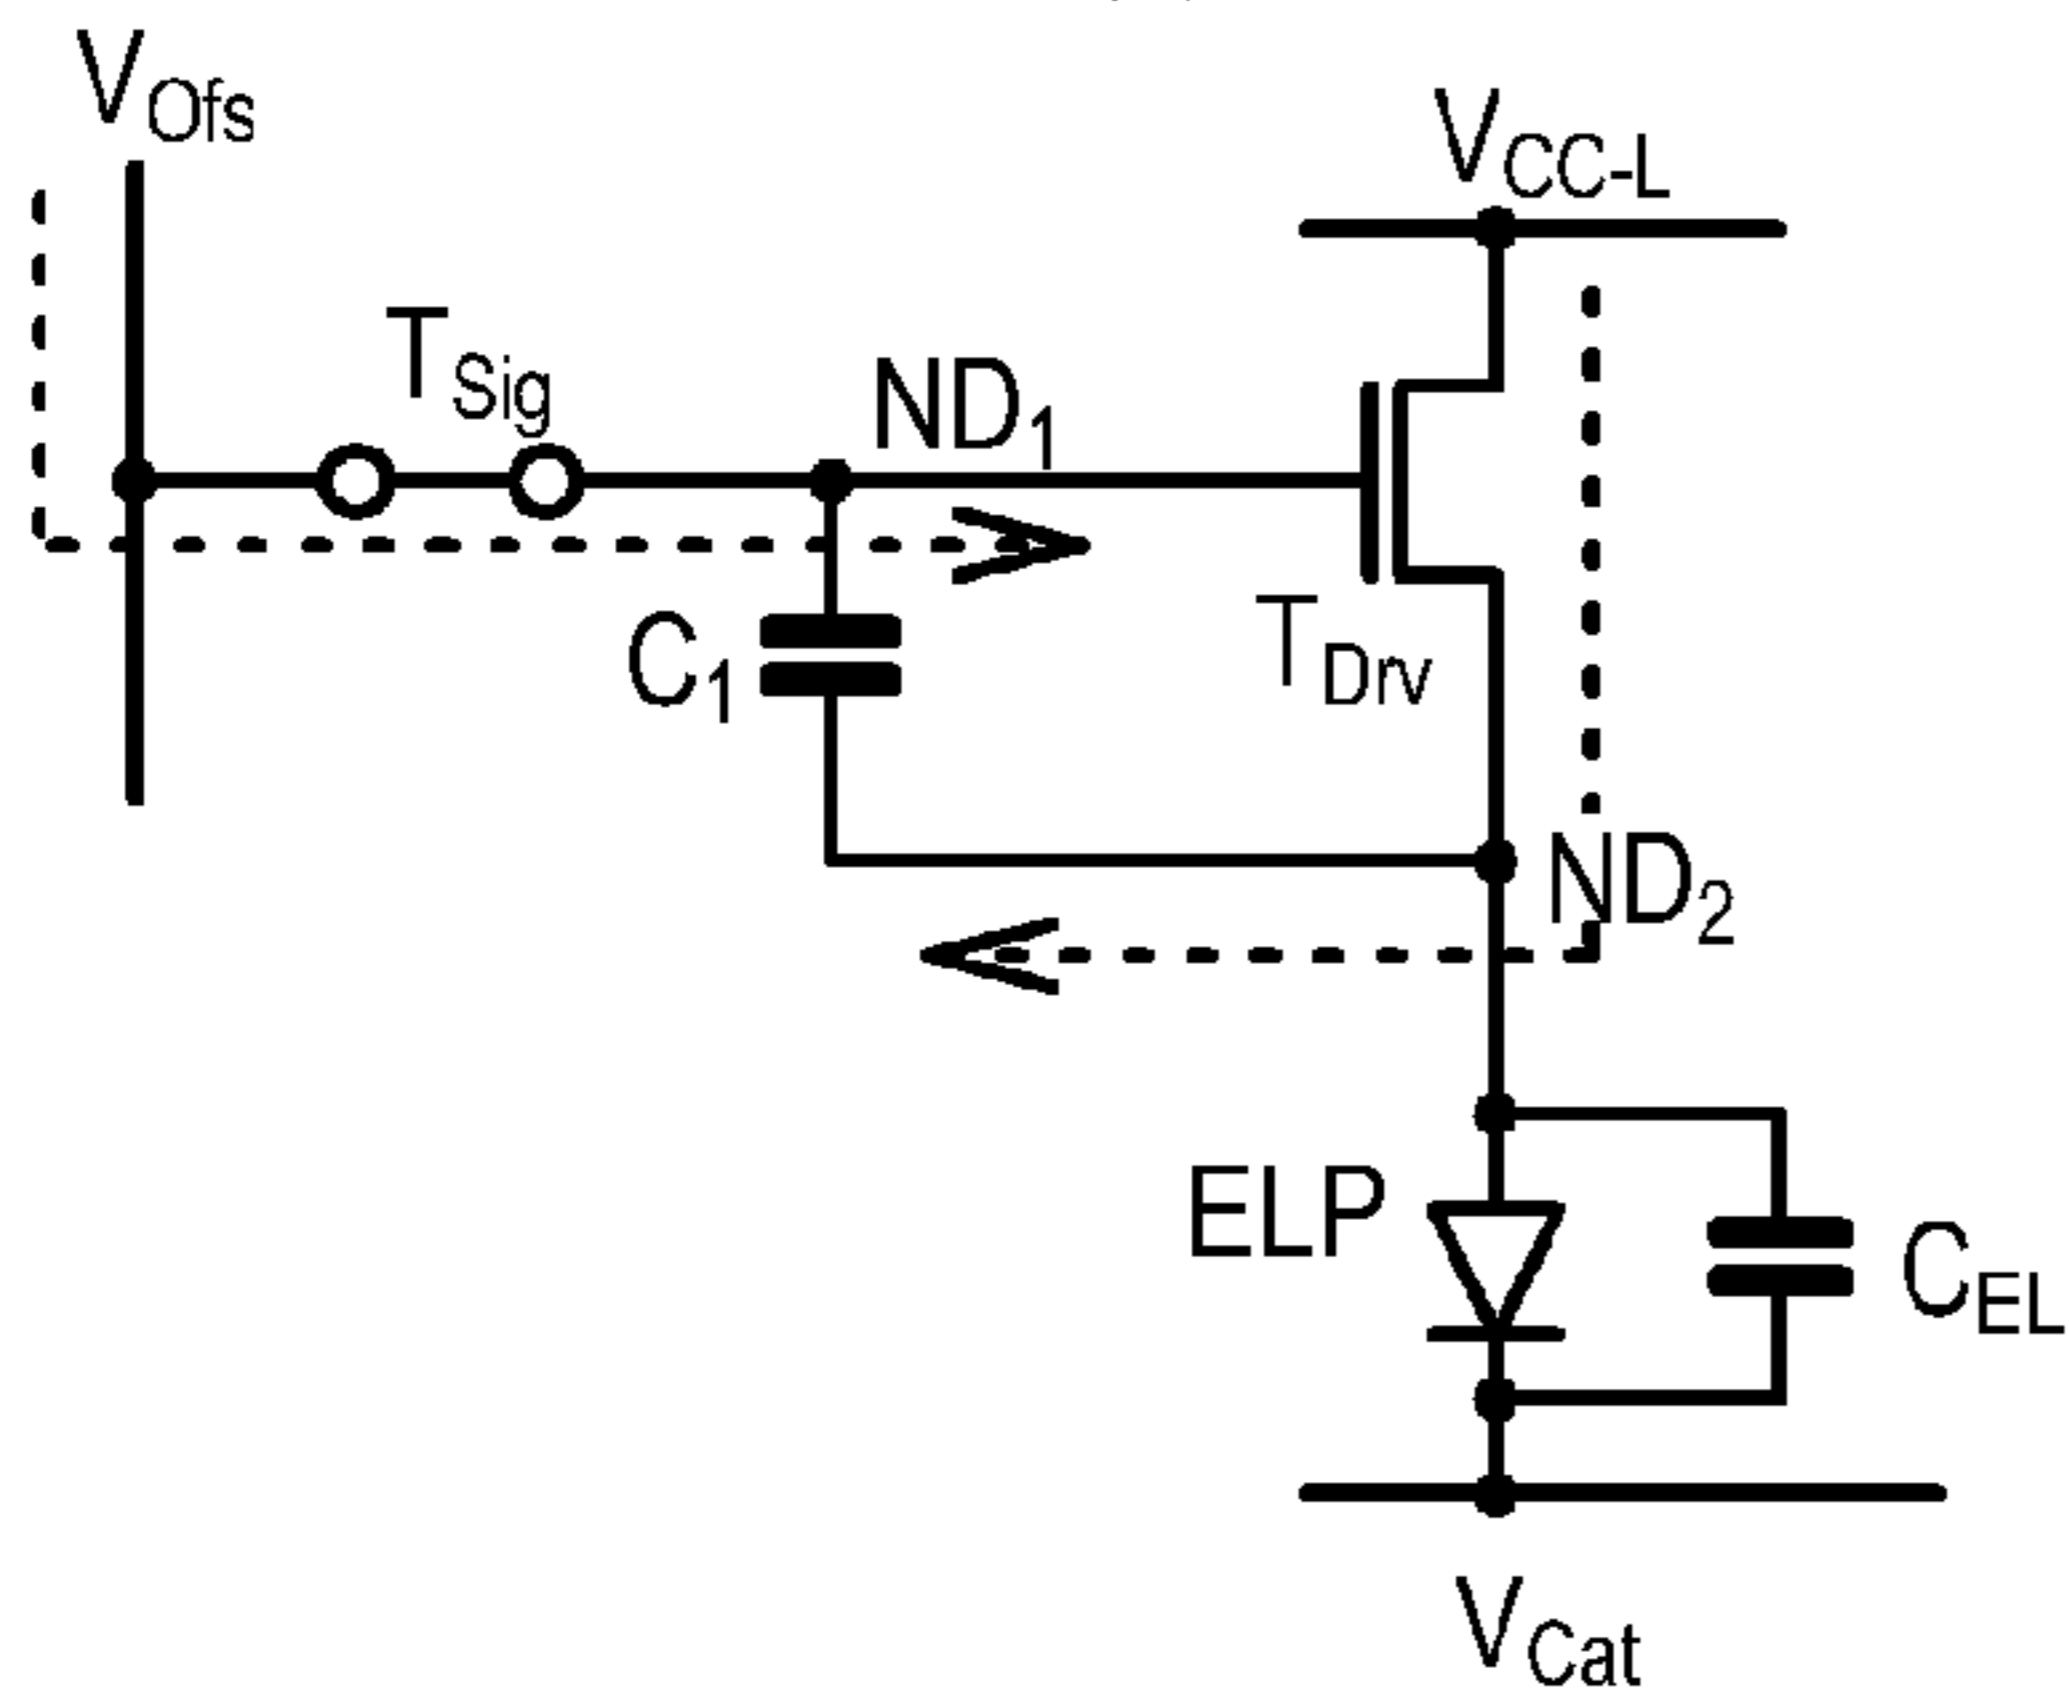 VOfs
VCC-L
TSig
ND1
C1
TDrv
ND2
ELP
CEL
VCat